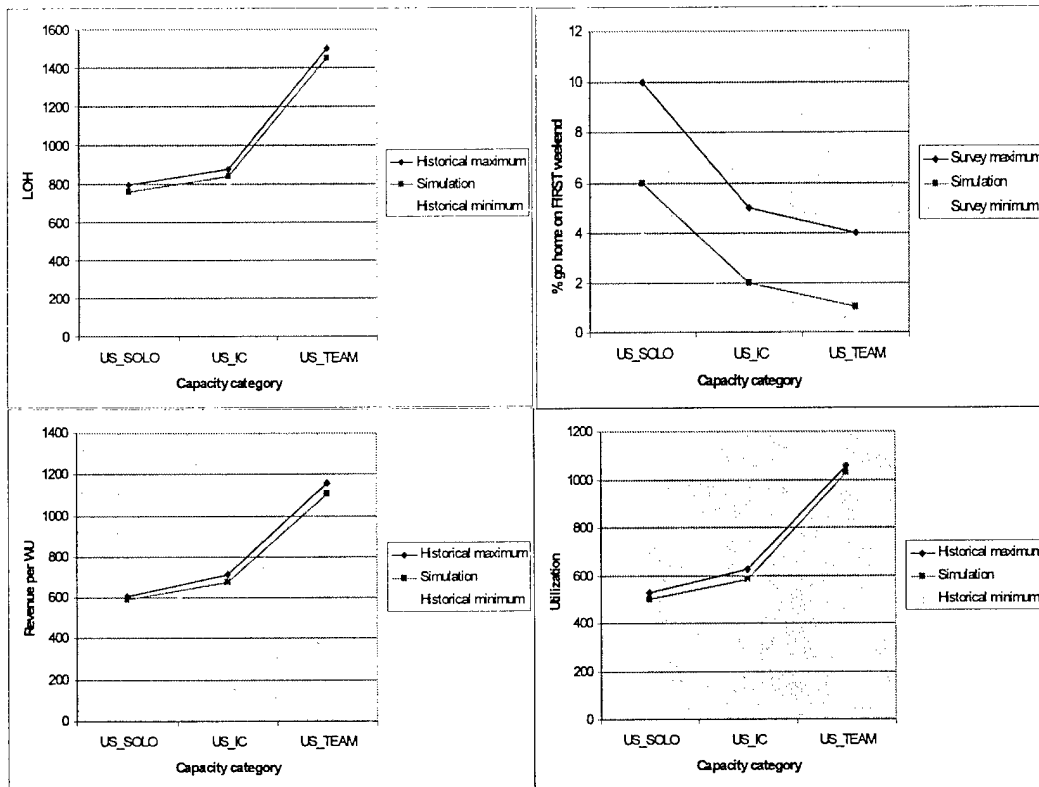 1600
1400
1200
1000
800
600
400
200
0
LOH
US_SOLO US_IC US_TEAM
Capacity category
Historical maximum
Simulation
Historical minimum
12
10
8
6
4
2
0
% go home on FIRST weekend
US_SOLO US_IC US_TEAM
Capacity category
Survey maximum
Simulation
Survey minimum
1400
1200
1000
800
600
400
200
0
Revenue per WU
US_SOLO US_IC US_TEAM
Capacity category
Historical maximum
Simulation
Historical minimum
1200
1000
800
600
400
200
0
Utilization
US_SOLO US_IC US_TEAM
Capacity category
Historical maximum
Simulation
Historical minimum